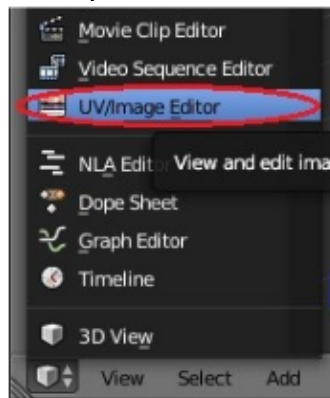 Movie Clip Editor
Video Sequence Editor
UV/Image Editor
NLA Edit
View and edit ima
Dope Sheet
Graph Editor
Timeline
3D View
View Select Add